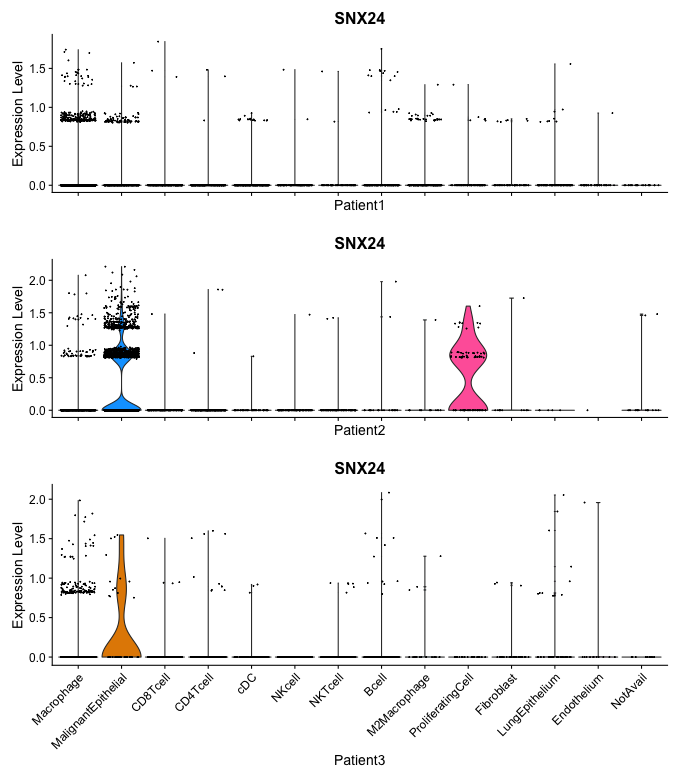 SNX24
Expression Level
1.5
1.0
0.5
0.0
Patient1
SNX24
Expression Level
2.0
1.5
1.0
0.5
0.0
Patient2
SNX24
Expression Level
2.0
1.5
1.0
0.5
0.0
Macrophage
MalignantEpithelial
CD8Tcell
CD4Tcell
cDC
NKcell
NKTcell
Bcell
M2Macrophage
ProliferatingCell
Fibroblast
LungEpithelium
Endothelium
NotAvail
Patient3